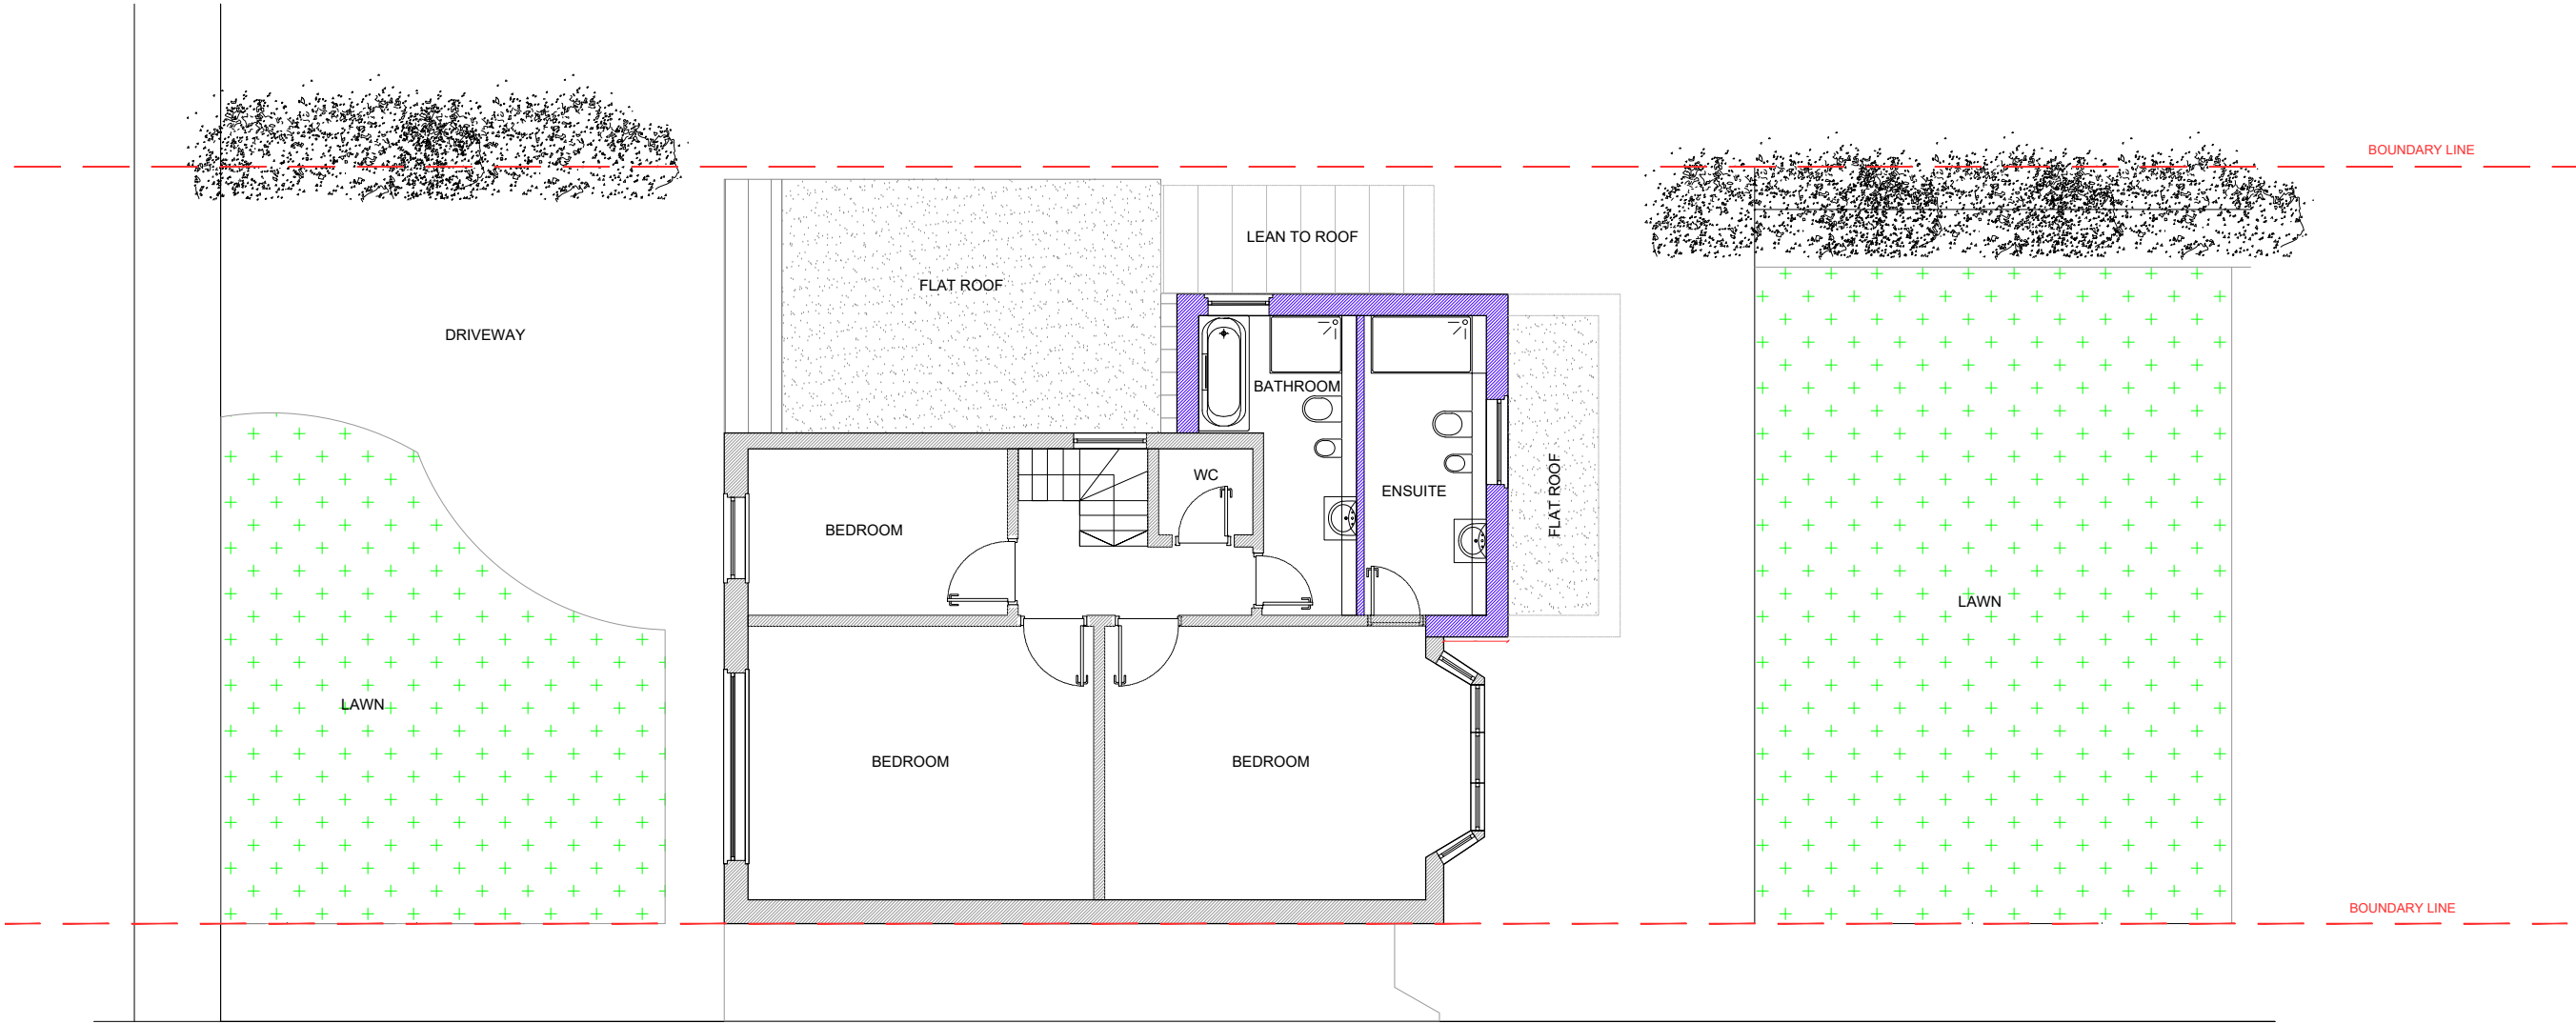 BOUNDARY LINE
LEAN TO ROOF
FLAT ROOF
DRIVEWAY
BATHROOM
WC
ENSUITE
FLAT ROOF
BEDROOM
LAWN
LAWN
BEDROOM
BEDROOM
BOUNDARY LINE